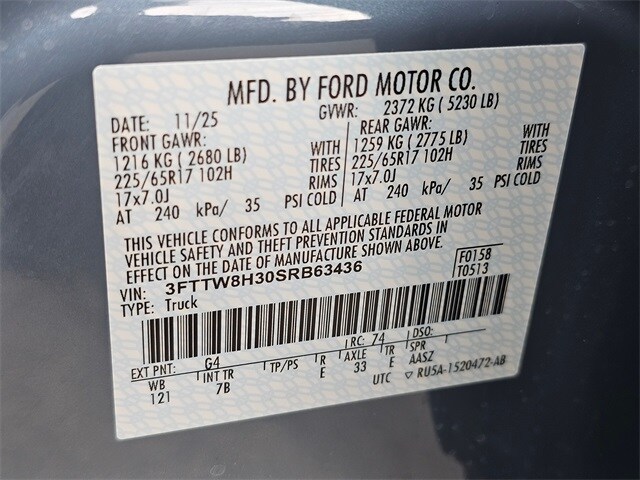 MFD. BY FORD MOTOR CO.
DATE: 11/25 GVWR: 2372 KG ( 5230 LB)
FRONT GAWR: REAR GAWR:
1216 KG ( 2680 LB) WITH 1259 KG ( 2775 LB) WITH
225/65R17 102H TIRES 225/65R17 102H TIRES
17x7.0J RIMS 17x7.0J RIMS
AT 240 kPa/ 35 PSI COLD AT 240 kPa/ 35 PSI COLD
THIS VEHICLE CONFORMS TO ALL APPLICABLE FEDERAL MOTOR
VEHICLE SAFETY AND THEFT PREVENTION STANDARDS IN
EFFECT ON THE DATE OF MANUFACTURE SHOWN ABOVE.
VIN: 3FTTW8H30SRB63436 F0158
TYPE: Truck T0513
EXT PNT: G4 RC: 74 DSO:
WB INT TR TP/PS R AXLE TR SPR
121 7B E 33 E AASZ
UTC ▽ RU5A-1520472-AB